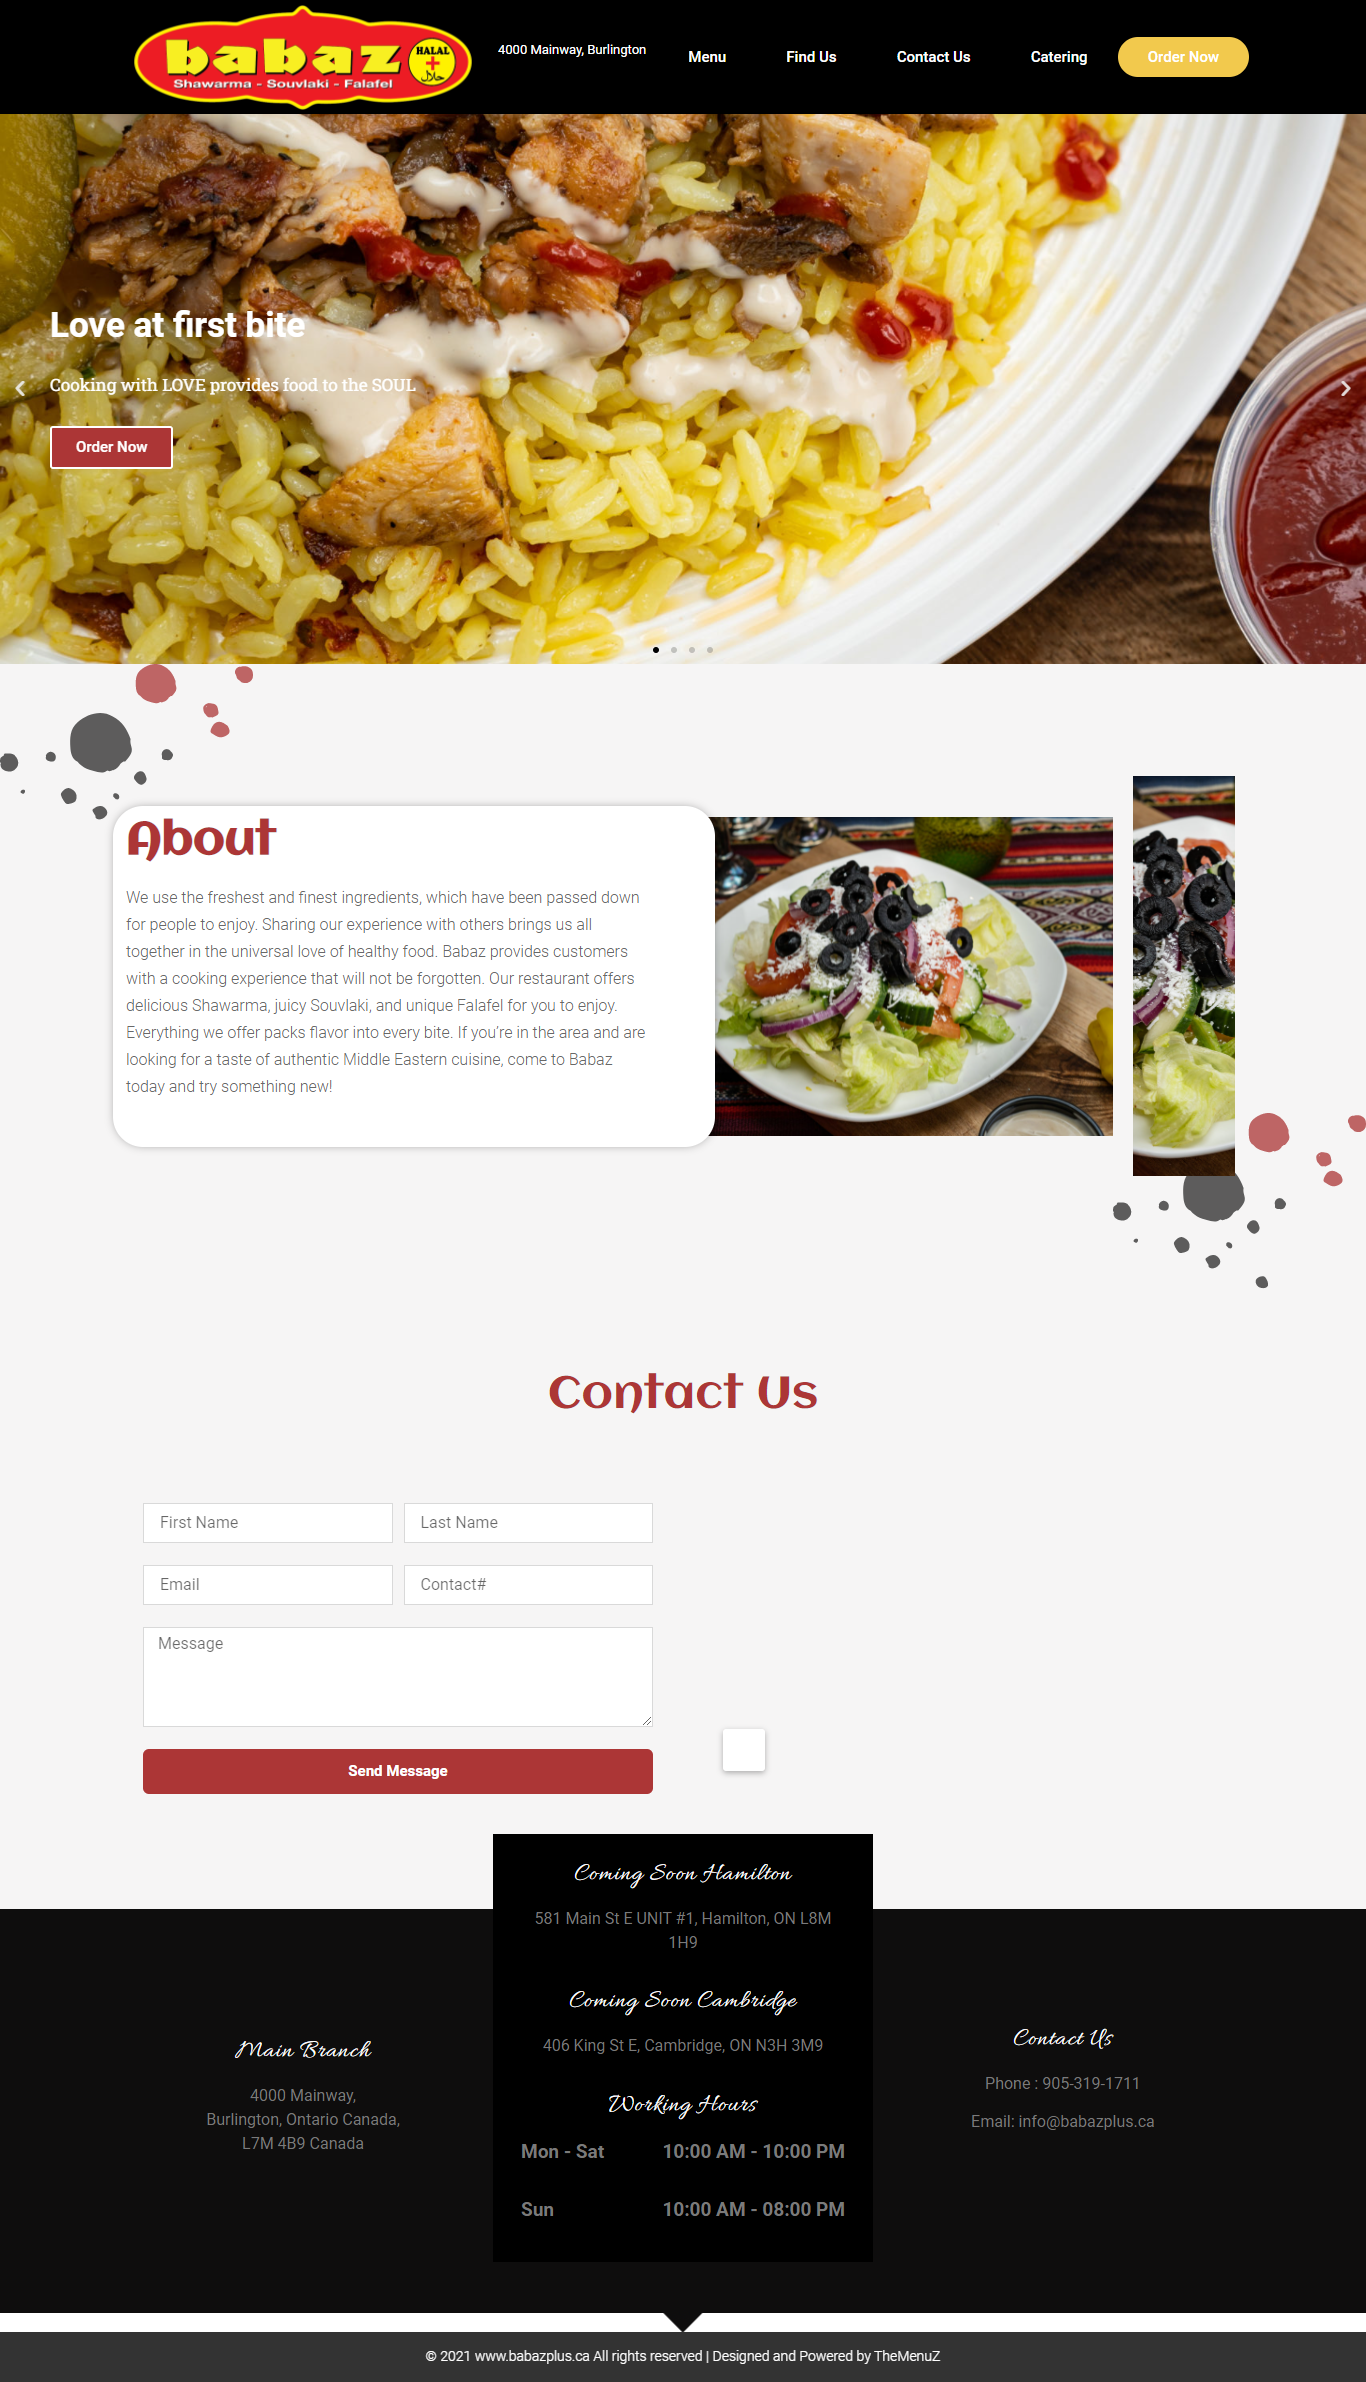 babaz
HALAL
حلال
Shawarma - Souvlaki - Falafel
4000 Mainway, Burlington
Menu
Find Us
Contact Us
Catering
Order Now
Love at first bite
Cooking with LOVE provides food to the SOUL
Order Now
About
We use the freshest and finest ingredients, which have been passed down
for people to enjoy. Sharing our experience with others brings us all
together in the universal love of healthy food. Babaz provides customers
with a cooking experience that will not be forgotten. Our restaurant offers
delicious Shawarma, juicy Souvlaki, and unique Falafel for you to enjoy.
Everything we offer packs flavor into every bite. If you’re in the area and are
looking for a taste of authentic Middle Eastern cuisine, come to Babaz
today and try something new!
Contact Us
First Name
Last Name
Email
Contact#
Message
Send Message
Coming Soon Hamilton
581 Main St E UNIT #1, Hamilton, ON L8M
1H9
Coming Soon Cambridge
406 King St E, Cambridge, ON N3H 3M9
Working Hours
Mon - Sat 10:00 AM - 10:00 PM
Sun 10:00 AM - 08:00 PM
Main Branch
4000 Mainway,
Burlington, Ontario Canada,
L7M 4B9 Canada
Contact Us
Phone : 905-319-1711
Email: info@babazplus.ca
© 2021 www.babazplus.ca All rights reserved | Designed and Powered by TheMenuZ